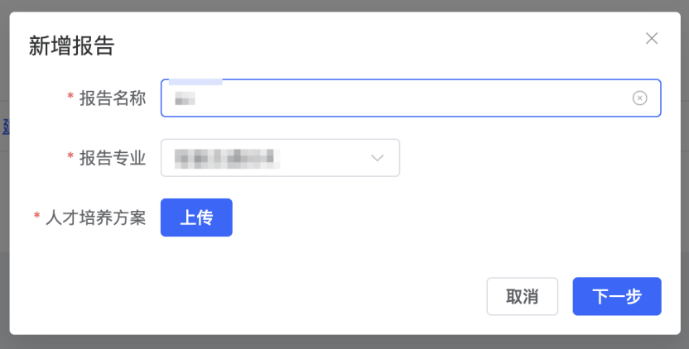 新增报告
* 报告名称
* 报告专业
* 人才培养方案 上传
取消 下一步